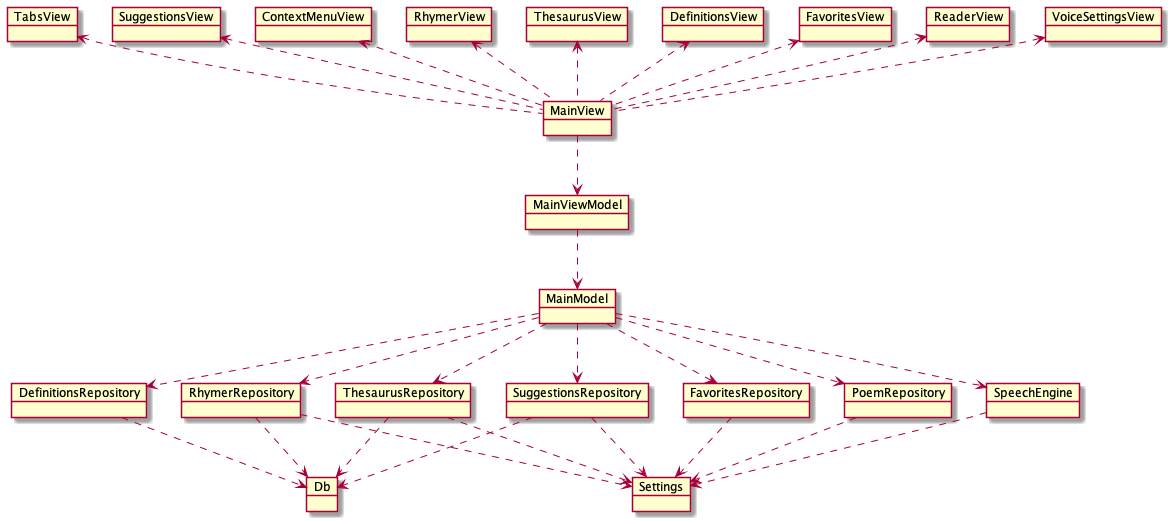 TabsView
SuggestionsView
ContextMenuView
RhymerView
ThesaurusView
DefinitionsView
FavoritesView
ReaderView
VoiceSettingsView
MainView
MainViewModel
MainModel
DefinitionsRepository
RhymerRepository
ThesaurusRepository
SuggestionsRepository
FavoritesRepository
PoemRepository
SpeechEngine
Db
Settings